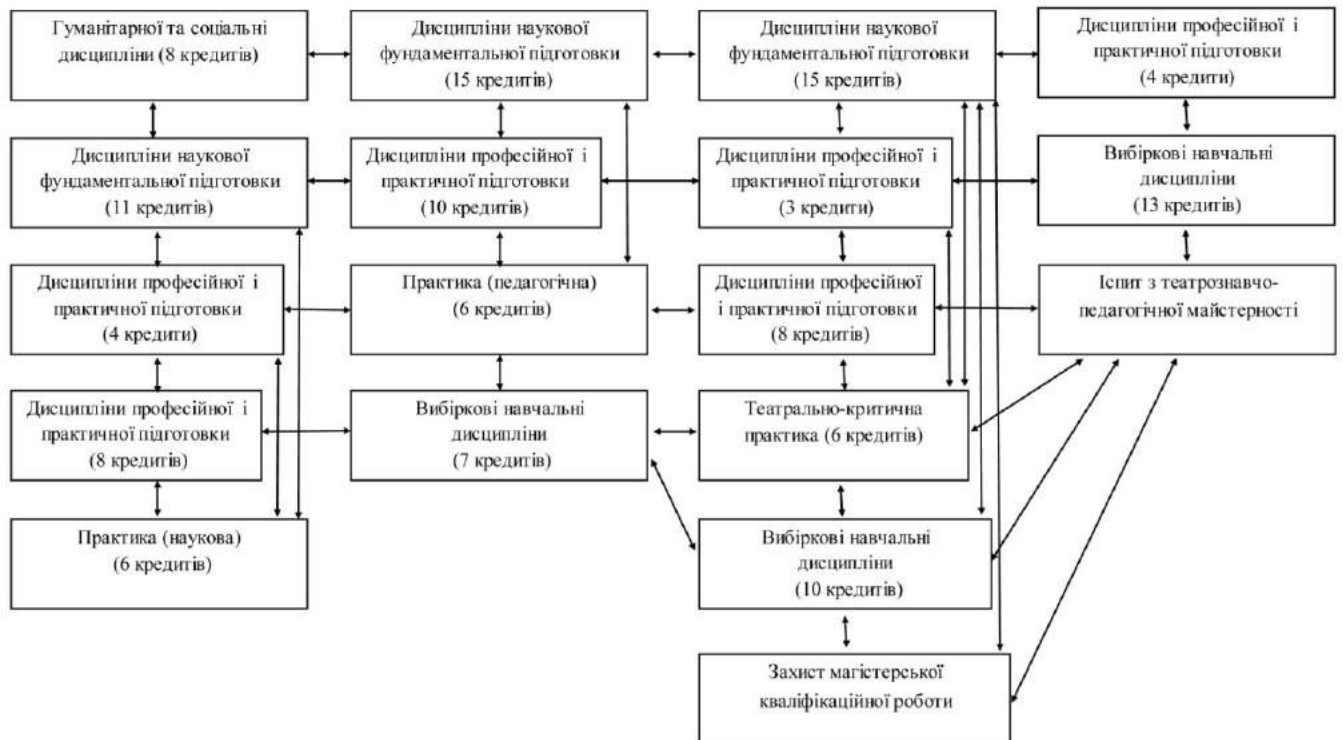 Гуманітарної та соціальні
дисципліни (8 кредитів)
Дисципліни наукової
фундаментальної підготовки
(15 кредитів)
Дисципліни наукової
фундаментальної підготовки
(15 кредитів)
Дисципліни професійної і
практичної підготовки
(4 кредити)
Дисципліни наукової
фундаментальної підготовки
(11 кредитів)
Дисципліни професійної і
практичної підготовки
(10 кредитів)
Дисципліни професійної і
практичної підготовки
(3 кредити)
Вибіркові навчальні
дисципліни
(13 кредитів)
Дисципліни професійної і
практичної підготовки
(4 кредити)
Практика (педагогічна)
(6 кредитів)
Дисципліни професійної
і практичної підготовки
(8 кредитів)
Іспит з театрознавчо-
педагогічної майстерності
Дисципліни професійної і
практичної підготовки
(8 кредитів)
Вибіркові навчальні
дисципліни
(7 кредитів)
Театрально-критична
практика (6 кредитів)
Практика (наукова)
(6 кредитів)
Вибіркові навчальні
дисципліни
(10 кредитів)
Захист магістерської
кваліфікаційної роботи